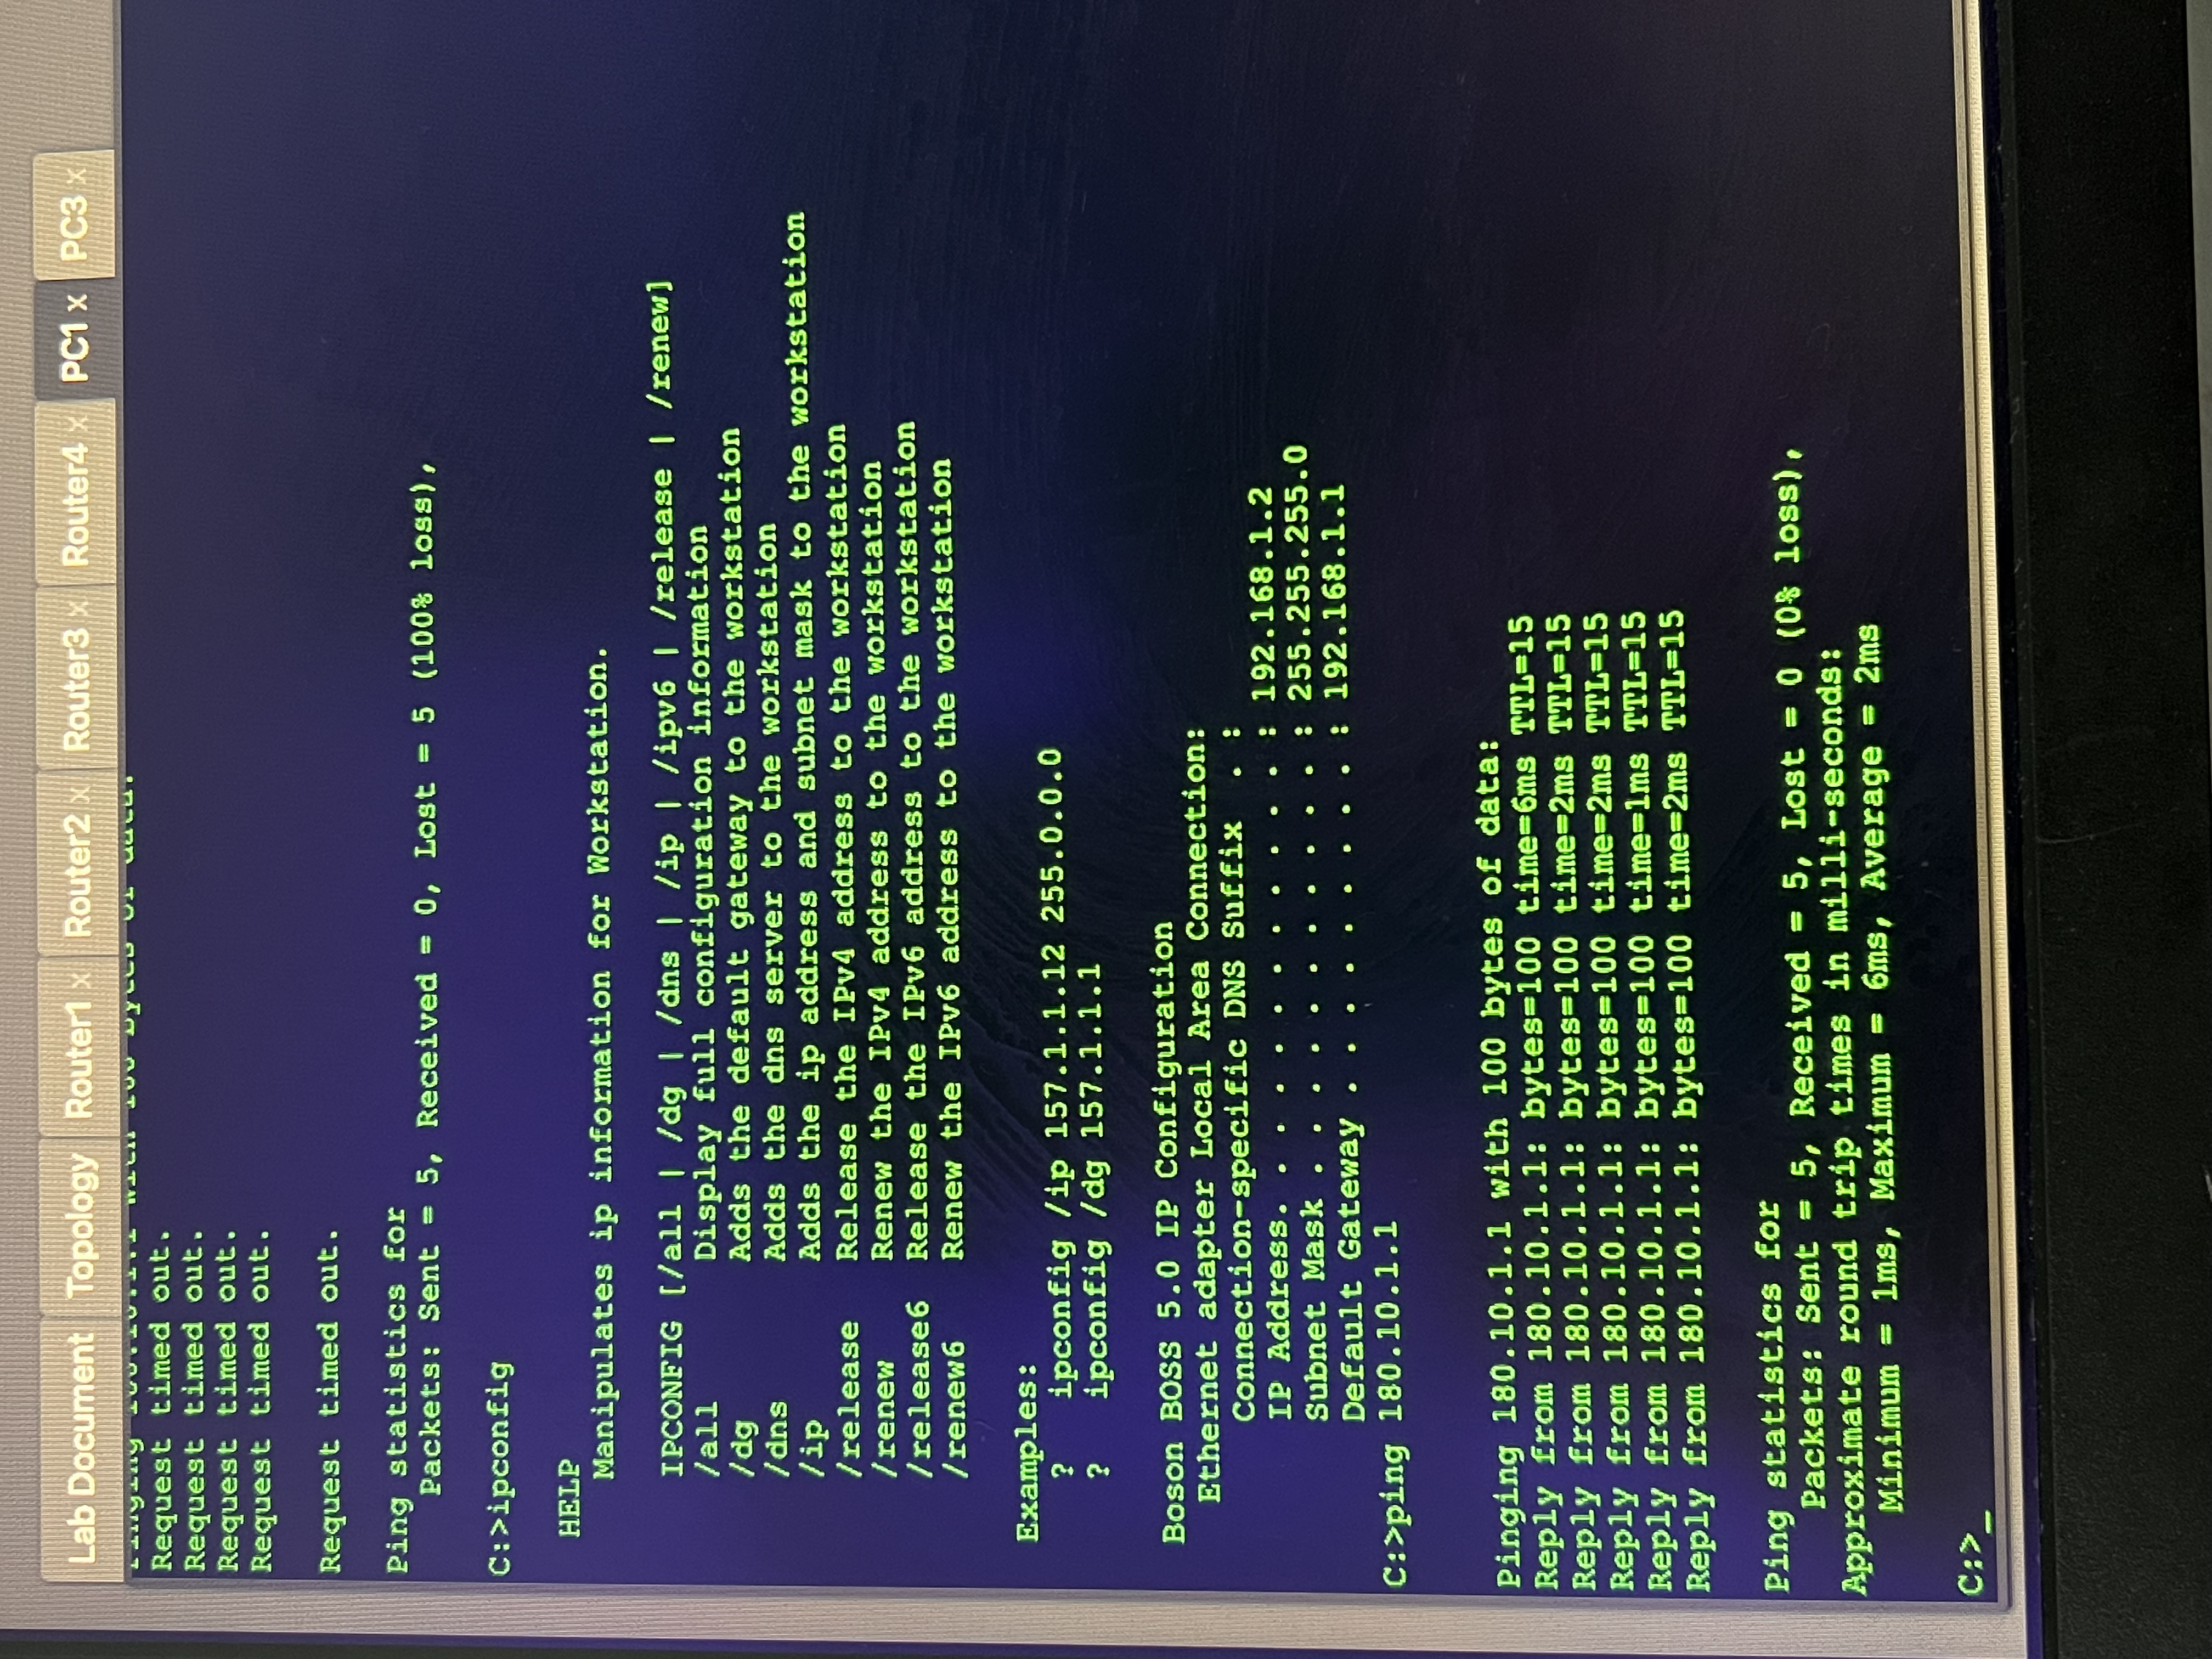 Lab Document Topology Router1 x Router2 x Router3 x Router4 x PC1 x PC3 x
Pinging 180.10.1.1 with 100 bytes of data:
Request timed out.
Request timed out.
Request timed out.
Request timed out.
Request timed out.
Ping statistics for
Packets: Sent = 5, Received = 0, Lost = 5 (100% loss),
C:>ipconfig
HELP
Manipulates ip information for Workstation.
IPCONFIG [/all | /dg | /dns | /ip | /ipv6 | /release | /renew]
/all Display full configuration information
/dg Adds the default gateway to the workstation
/dns Adds the dns server to the workstation
/ip Adds the ip address and subnet mask to the workstation
/release Release the IPv4 address to the workstation
/renew Renew the IPv4 address to the workstation
/release6 Release the IPv6 address to the workstation
/renew6 Renew the IPv6 address to the workstation
Examples:
? ipconfig /ip 157.1.1.12 255.0.0.0
? ipconfig /dg 157.1.1.1
Boson BOSS 5.0 IP Configuration
Ethernet adapter Local Area Connection:
Connection-specific DNS Suffix . :
IP Address. . . . . . . . . . . . : 192.168.1.2
Subnet Mask . . . . . . . . . . . : 255.255.255.0
Default Gateway . . . . . . . . . : 192.168.1.1
C:>ping 180.10.1.1
Pinging 180.10.1.1 with 100 bytes of data:
Reply from 180.10.1.1: bytes=100 time=6ms TTL=15
Reply from 180.10.1.1: bytes=100 time=2ms TTL=15
Reply from 180.10.1.1: bytes=100 time=2ms TTL=15
Reply from 180.10.1.1: bytes=100 time=1ms TTL=15
Reply from 180.10.1.1: bytes=100 time=2ms TTL=15
Ping statistics for
Packets: Sent = 5, Received = 5, Lost = 0 (0% loss),
Approximate round trip times in milli-seconds:
Minimum = 1ms, Maximum = 6ms, Average = 2ms
C:>_